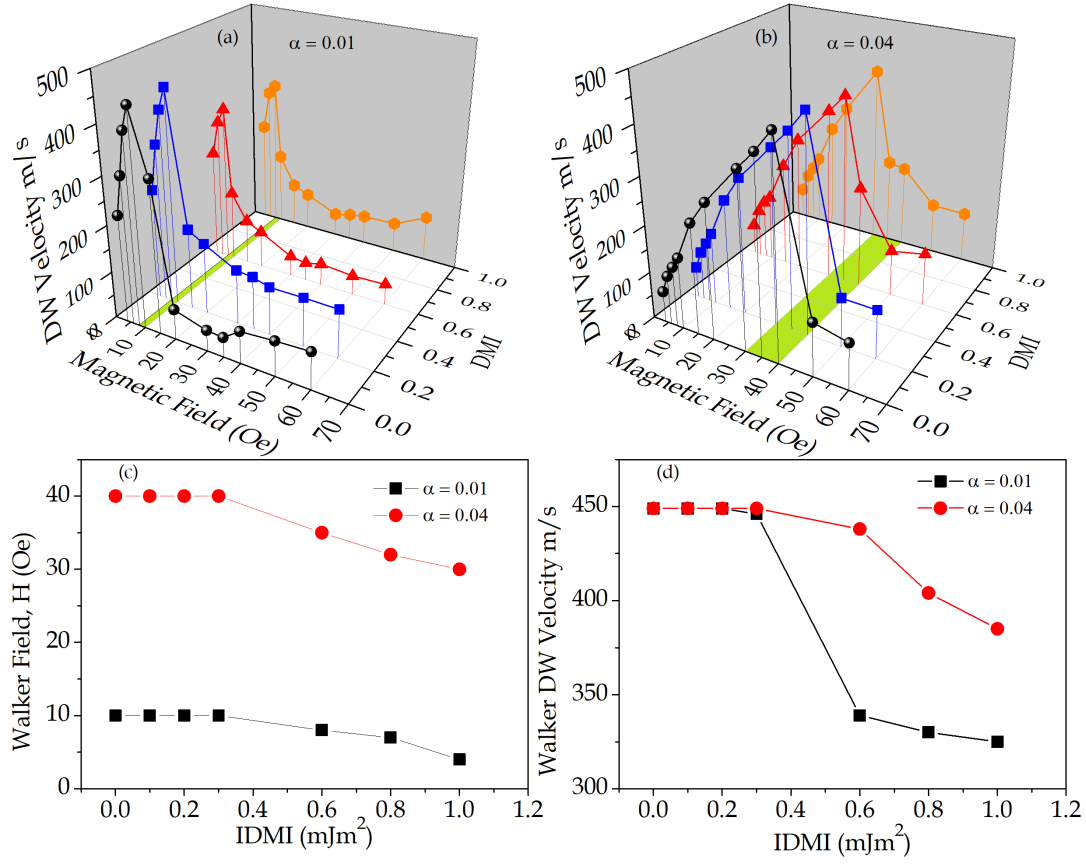 (a)
α = 0.01
500
400
300
200
100
DW Velocity m/s
0
10
20
30
40
50
60
70
Magnetic Field (Oe)
0.0
0.2
0.4
0.6
0.8
1.0
DMI
(b)
α = 0.04
500
400
300
200
100
DW Velocity m/s
0
10
20
30
40
50
60
70
Magnetic Field (Oe)
0.0
0.2
0.4
0.6
0.8
1.0
DMI
(c)
α = 0.01
α = 0.04
40
30
20
10
0
Walker Field, H (Oe)
0.0 0.2 0.4 0.6 0.8 1.0 1.2
IDMI (mJm²)
(d)
α = 0.01
α = 0.04
450
400
350
300
Walker DW Velocity m/s
0.0 0.2 0.4 0.6 0.8 1.0 1.2
IDMI (mJm²)